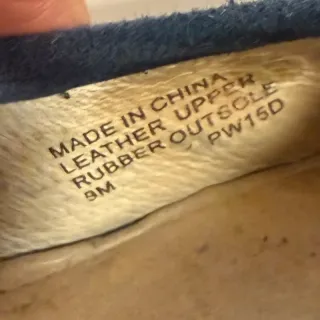 MADE IN CHINA
LEATHER UPPER
RUBBER OUTSOLE
9M PW15D